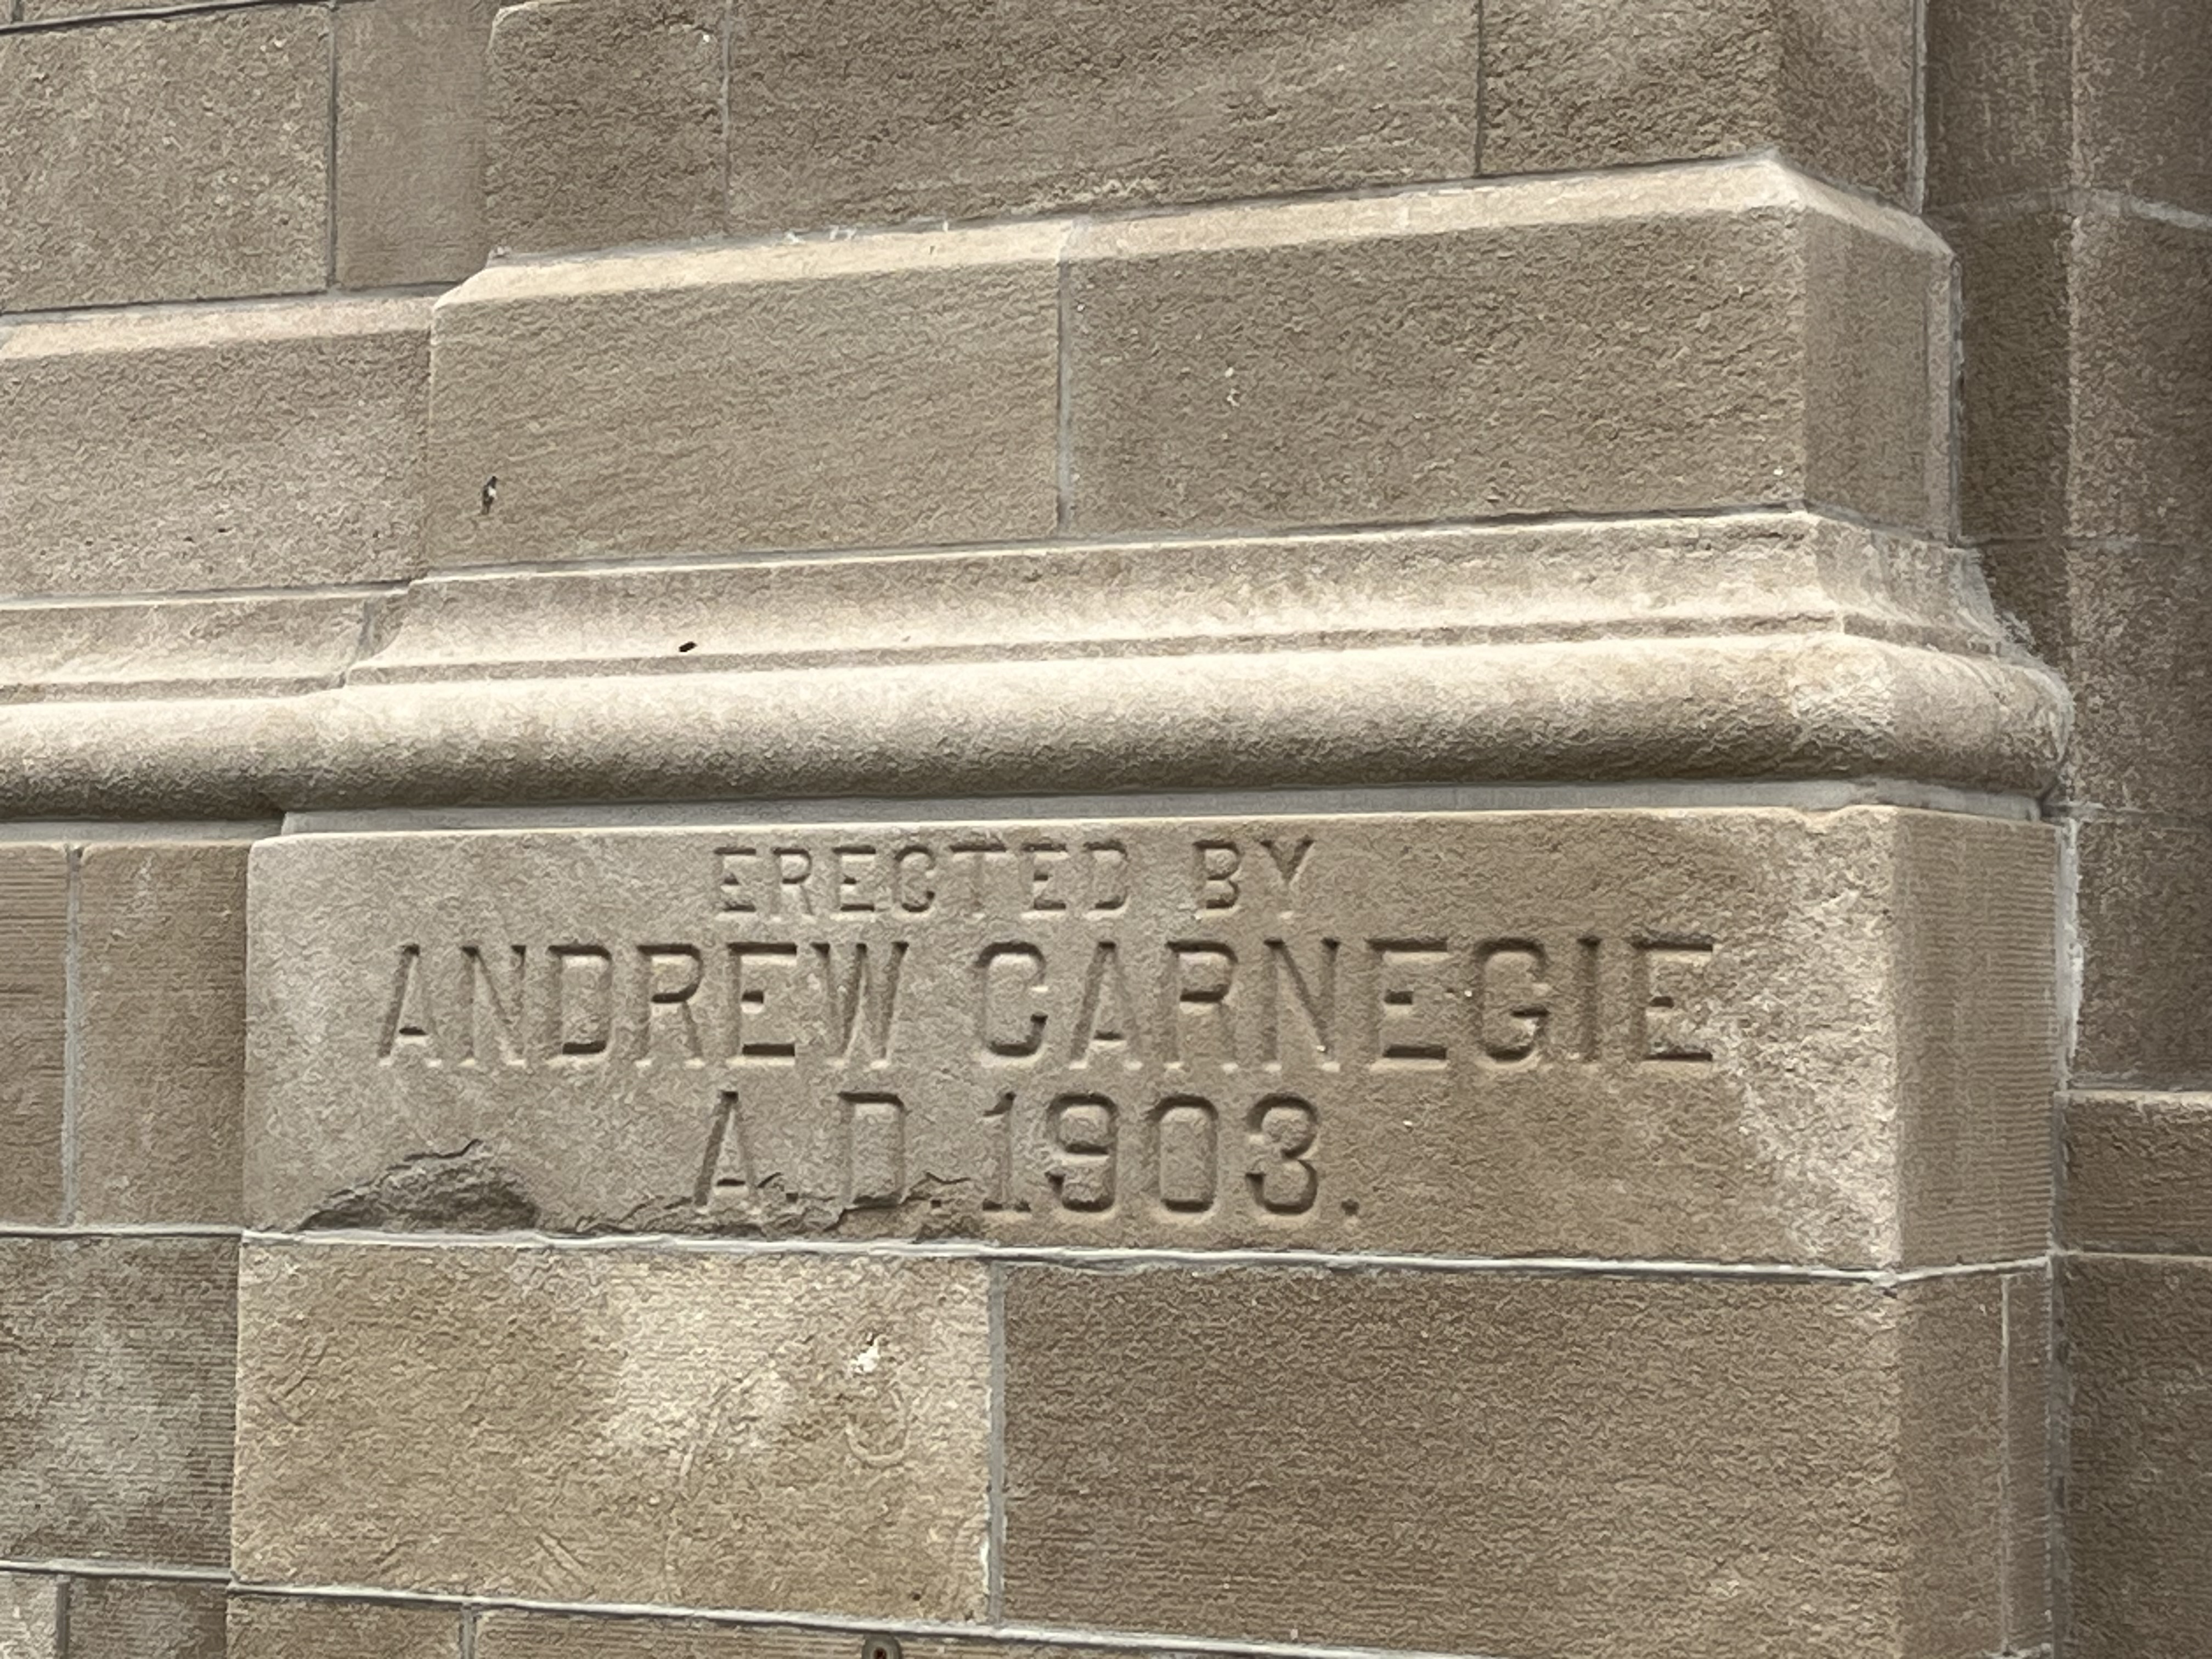 ERECTED BY
ANDREW CARNEGIE
A.D.1903.